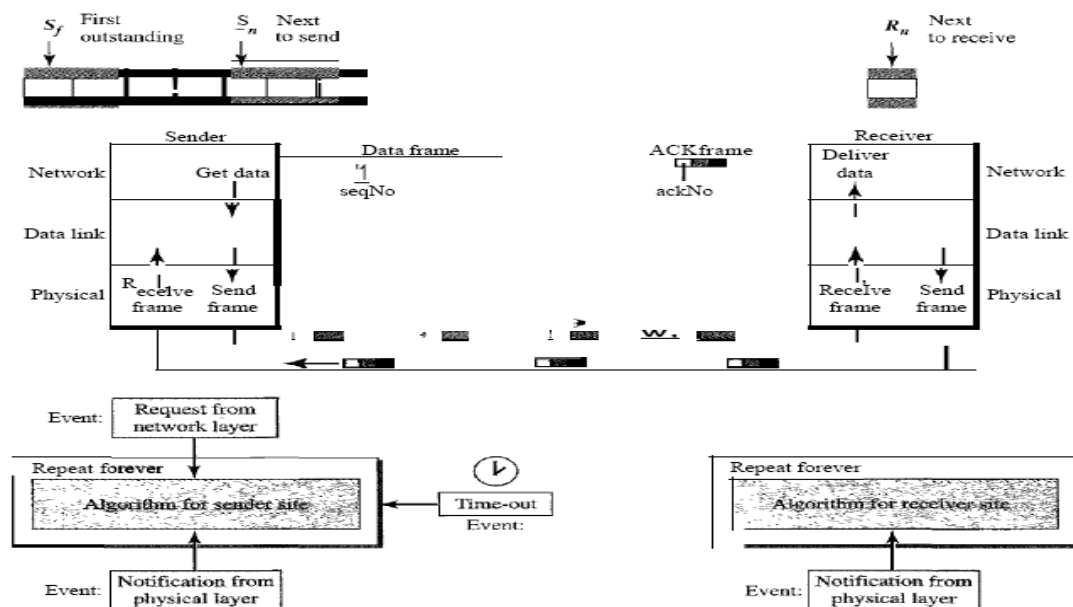 Sf First outstanding
Sn Next to send
Rn Next to receive
Sender
Receiver
Data frame
ACK frame
Network
Get data
seqNo
ackNo
Deliver data
Network
Data link
Data link
Physical
Receive frame
Send frame
Receive frame
Send frame
Physical
Event:
Request from network layer
Repeat forever
Algorithm for sender site
Time-out
Event:
Repeat forever
Algorithm for receiver site
Event:
Notification from physical layer
Event:
Notification from physical layer